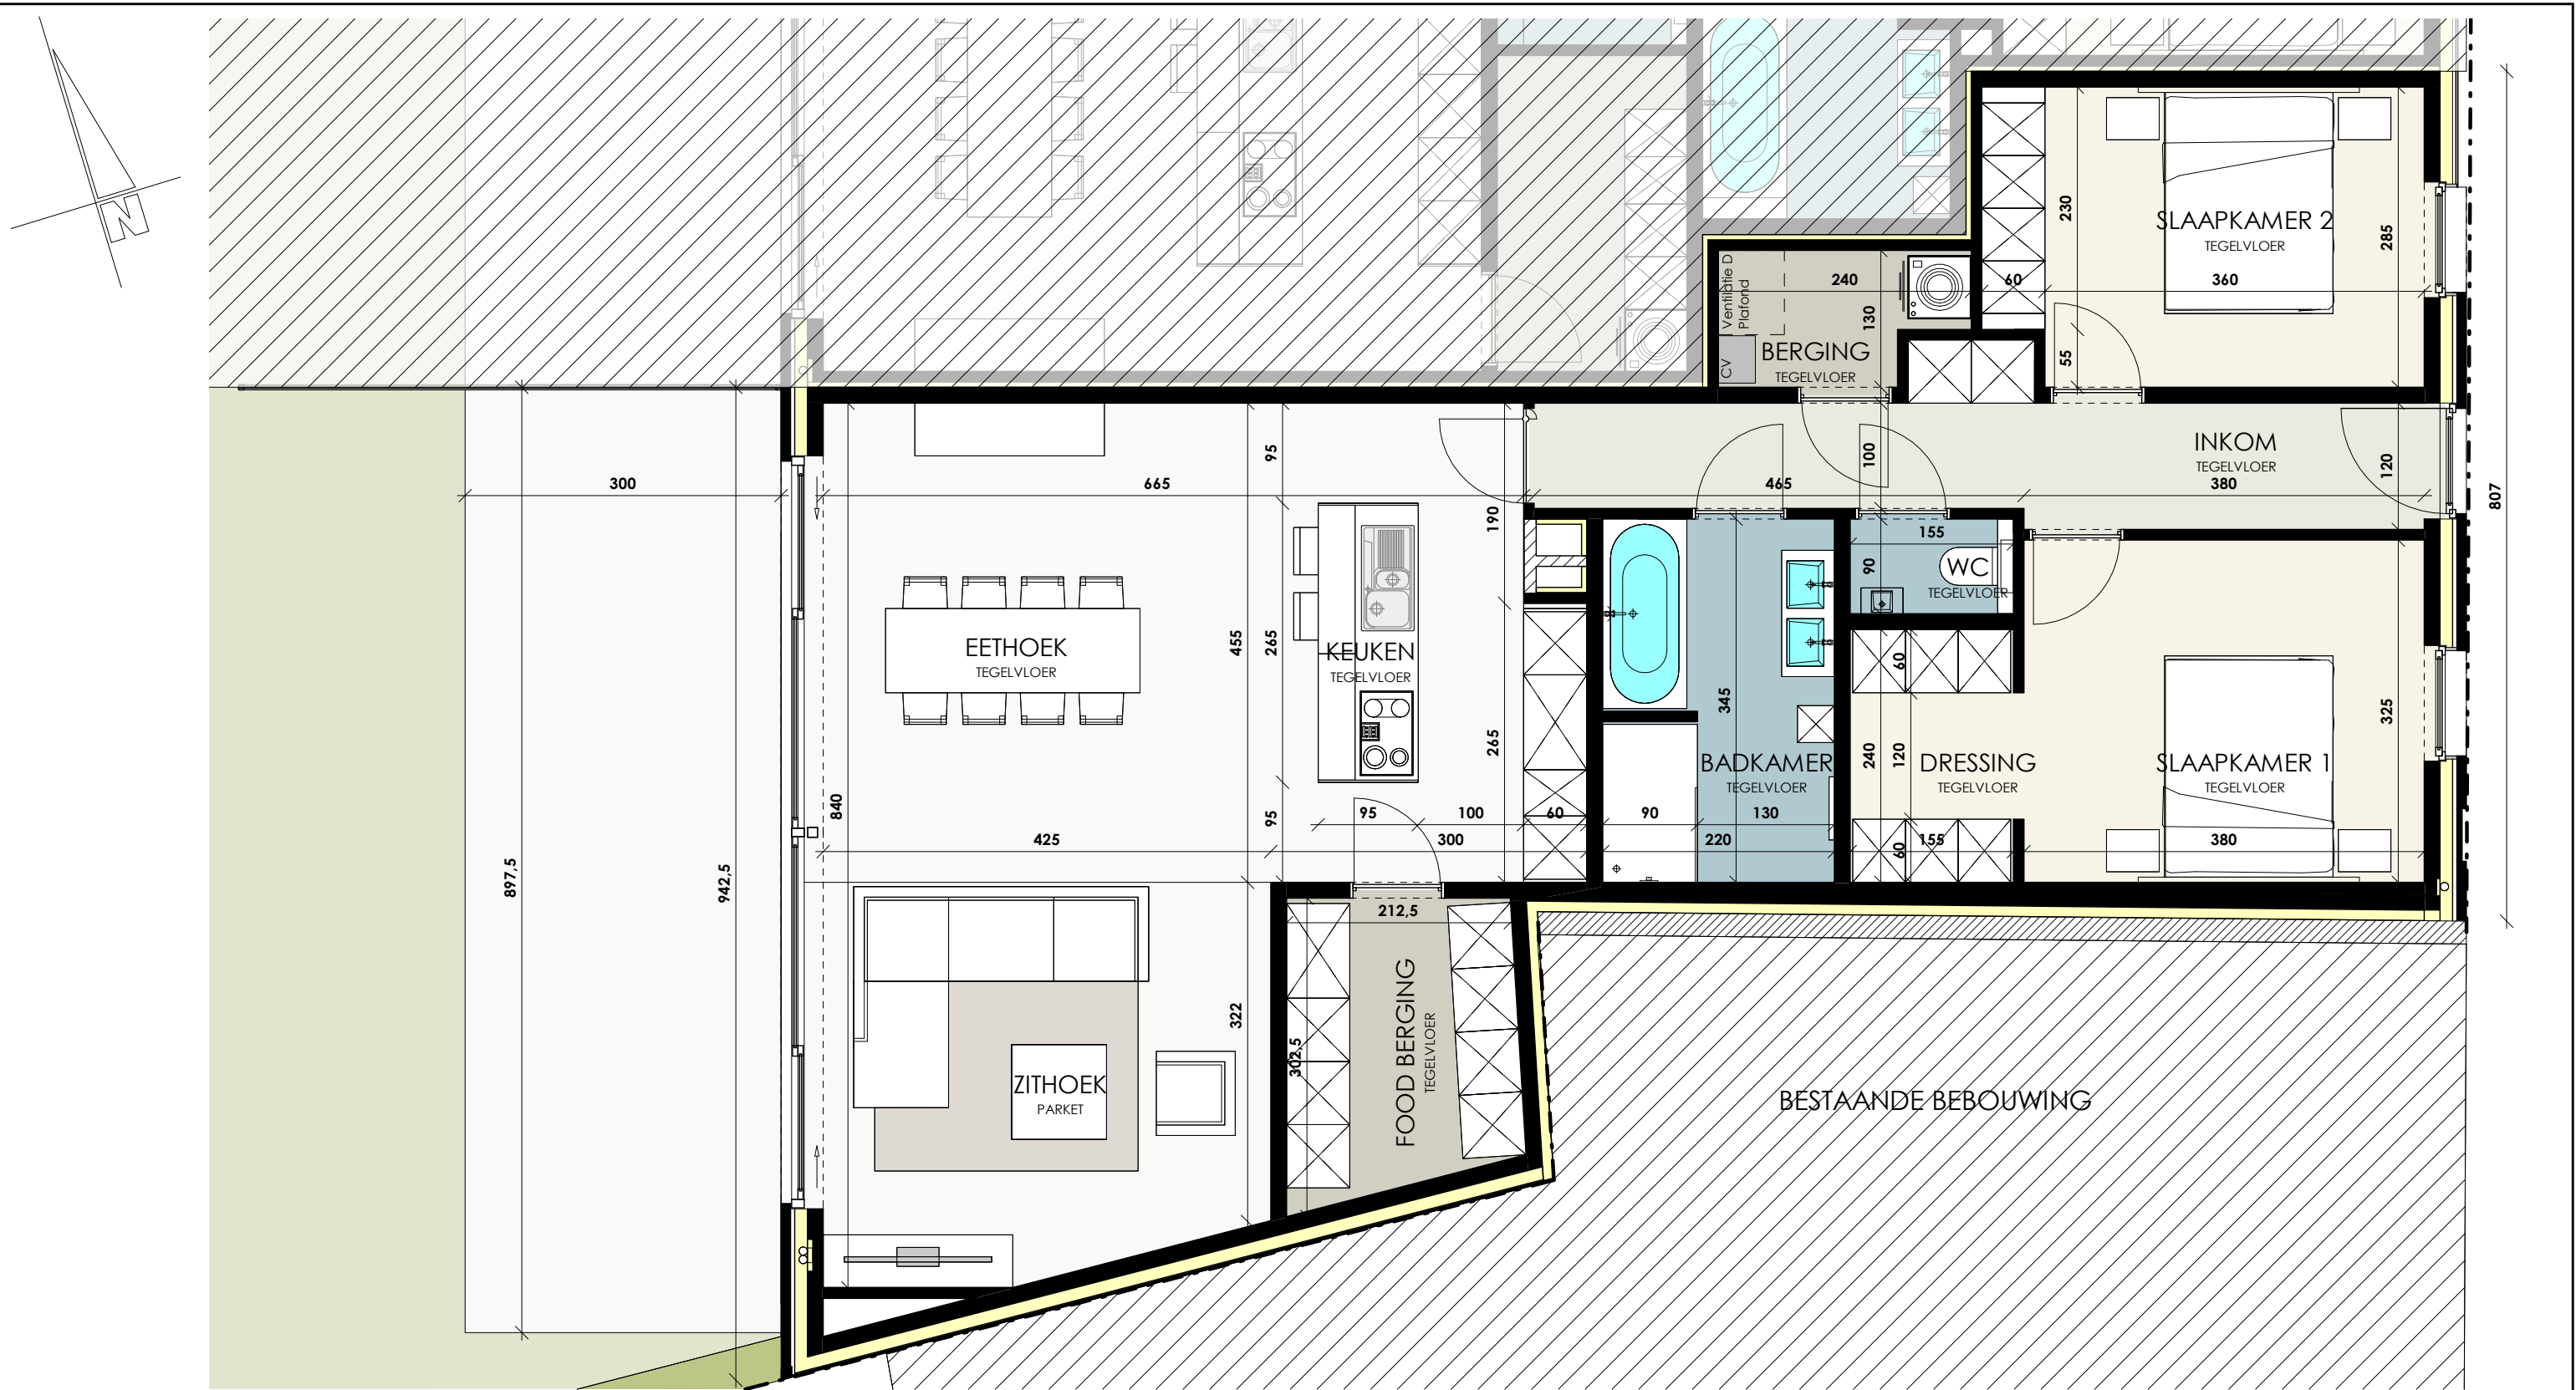 N
SLAAPKAMER 2
TEGELVLOER
230
285
60
360
55
Ventilatie D
Plafond
240
130
CV
BERGING
TEGELVLOER
INKOM
TEGELVLOER
100
120
465
380
807
300
665
95
190
155
90
WC
TEGELVLOER
EETHOEK
TEGELVLOER
455
265
KEUKEN
TEGELVLOER
265
345
60
240
120
325
BADKAMER
TEGELVLOER
DRESSING
TEGELVLOER
SLAAPKAMER 1
TEGELVLOER
840
95
95
100
60
90
130
425
300
220
60
155
380
897,5
942,5
212,5
322
302,5
FOOD BERGING
TEGELVLOER
ZITHOEK
PARKET
BESTAANDE BEBOUWING